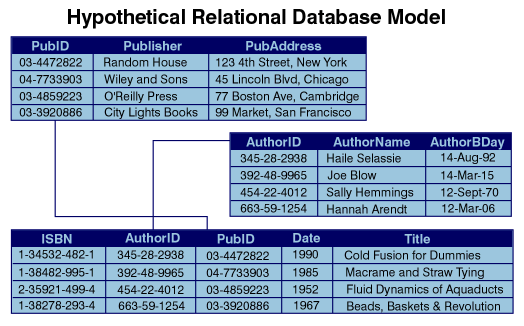 Hypothetical Relational Database Model
PubID Publisher PubAddress
03-4472822 Random House 123 4th Street, New York
04-7733903 Wiley and Sons 45 Lincoln Blvd, Chicago
03-4859223 O'Reilly Press 77 Boston Ave, Cambridge
03-3920886 City Lights Books 99 Market, San Francisco
AuthorID AuthorName AuthorBDay
345-28-2938 Haile Selassie 14-Aug-92
392-48-9965 Joe Blow 14-Mar-15
454-22-4012 Sally Hemmings 12-Sept-70
663-59-1254 Hannah Arendt 12-Mar-06
ISBN AuthorID PubID Date Title
1-34532-482-1 345-28-2938 03-4472822 1990 Cold Fusion for Dummies
1-38482-995-1 392-48-9965 04-7733903 1985 Macrame and Straw Tying
2-35921-499-4 454-22-4012 03-4859223 1952 Fluid Dynamics of Aquaducts
1-38278-293-4 663-59-1254 03-3920886 1967 Beads, Baskets & Revolution